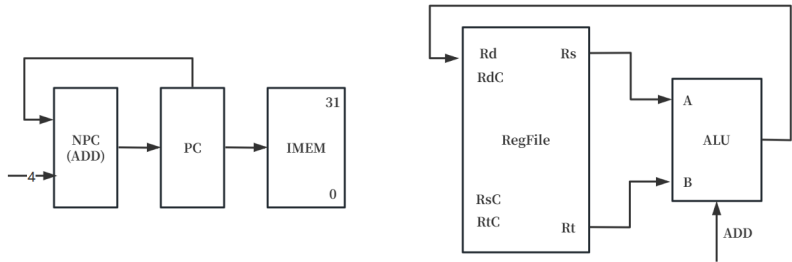 4
NPC
(ADD)
PC
31
IMEM
0
Rd
RdC
Rs
RegFile
RsC
RtC
Rt
A
ALU
B
ADD